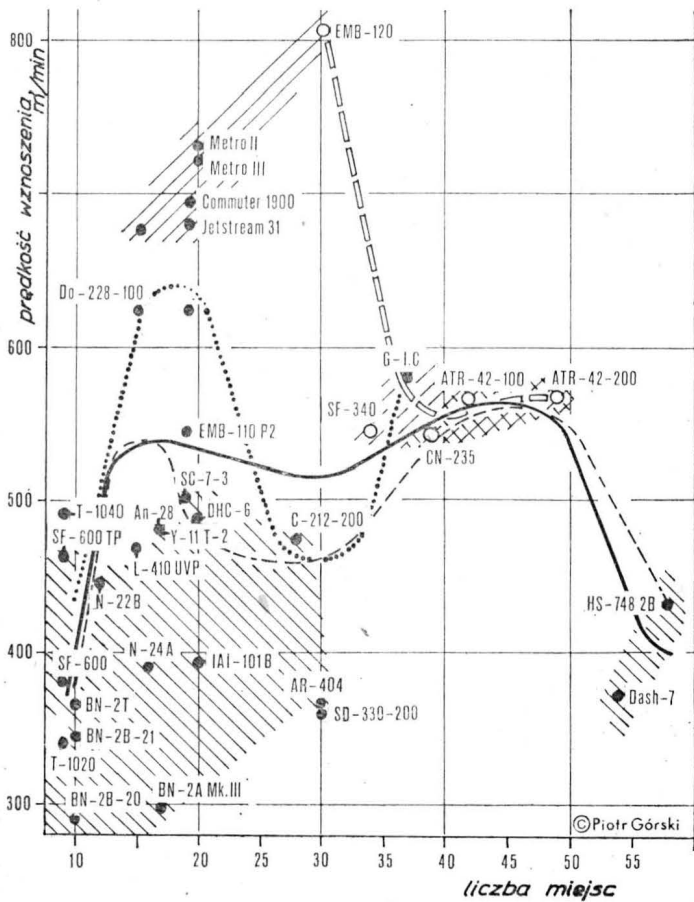 prędkość wznoszenia,
m/min
800
600
500
400
300
EMB-120
Metro II
Metro III
Commuter 1900
Jetstream 31
Do-228-100
G-I.C
ATR-42-100
ATR-42-200
SF-340
EMB-110 P2
CN-235
SC-7-3
T-1040
An-28
DHC-6
C-212-200
SF-600 TP
Y-11 T-2
L-410 UVP
N-22B
HS-748 2B
SF-600
N-24A
IAI-101B
AR-404
Dash-7
BN-2T
SD-330-200
BN-2B-21
T-1020
BN-2B-20
BN-2A Mk.III
©Piotr Górski
10 20 25 30 35 40 45 50 55
liczba miejsc